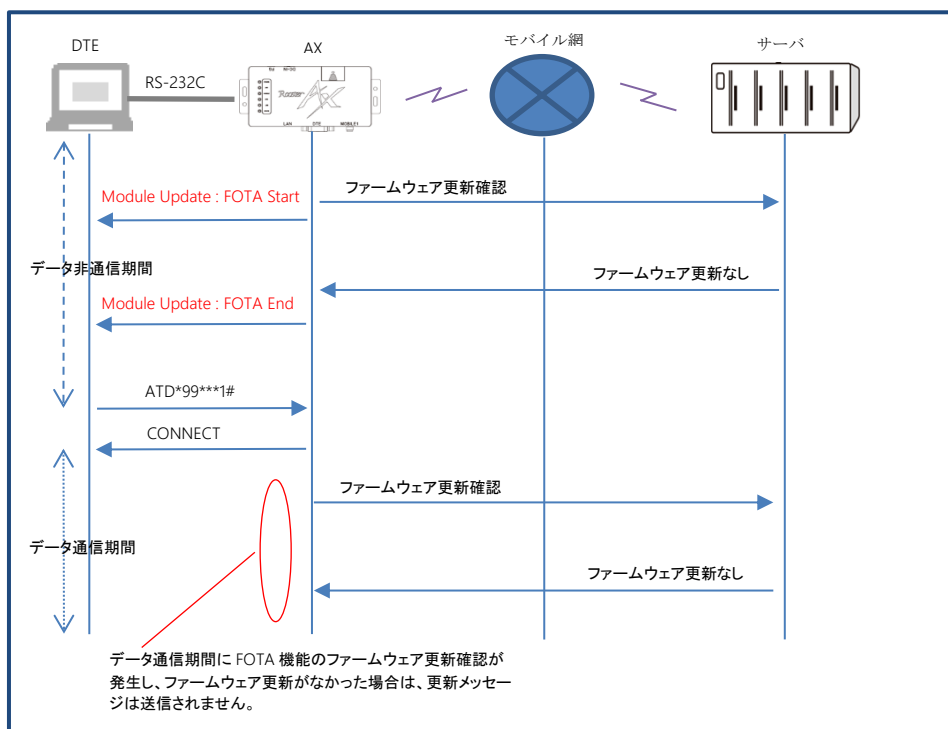 DTE
AX
モバイル網
サーバ
RS-232C
Rooster AX
LAN
DTE
MOBILE1
Module Update : FOTA Start
ファームウェア更新確認
データ非通信期間
ファームウェア更新なし
Module Update : FOTA End
ATD*99***1#
CONNECT
ファームウェア更新確認
データ通信期間
ファームウェア更新なし
データ通信期間に FOTA 機能のファームウェア更新確認が
発生し、ファームウェア更新がなかった場合は、更新メッセー
ジは送信されません。